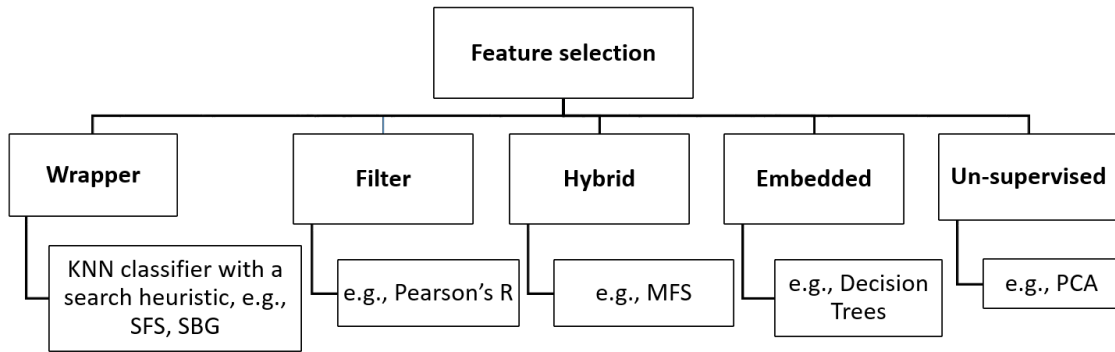 Feature selection
Wrapper
Filter
Hybrid
Embedded
Un-supervised
KNN classifier with a
search heuristic, e.g.,
SFS, SBG
e.g., Pearson’s R
e.g., MFS
e.g., Decision
Trees
e.g., PCA